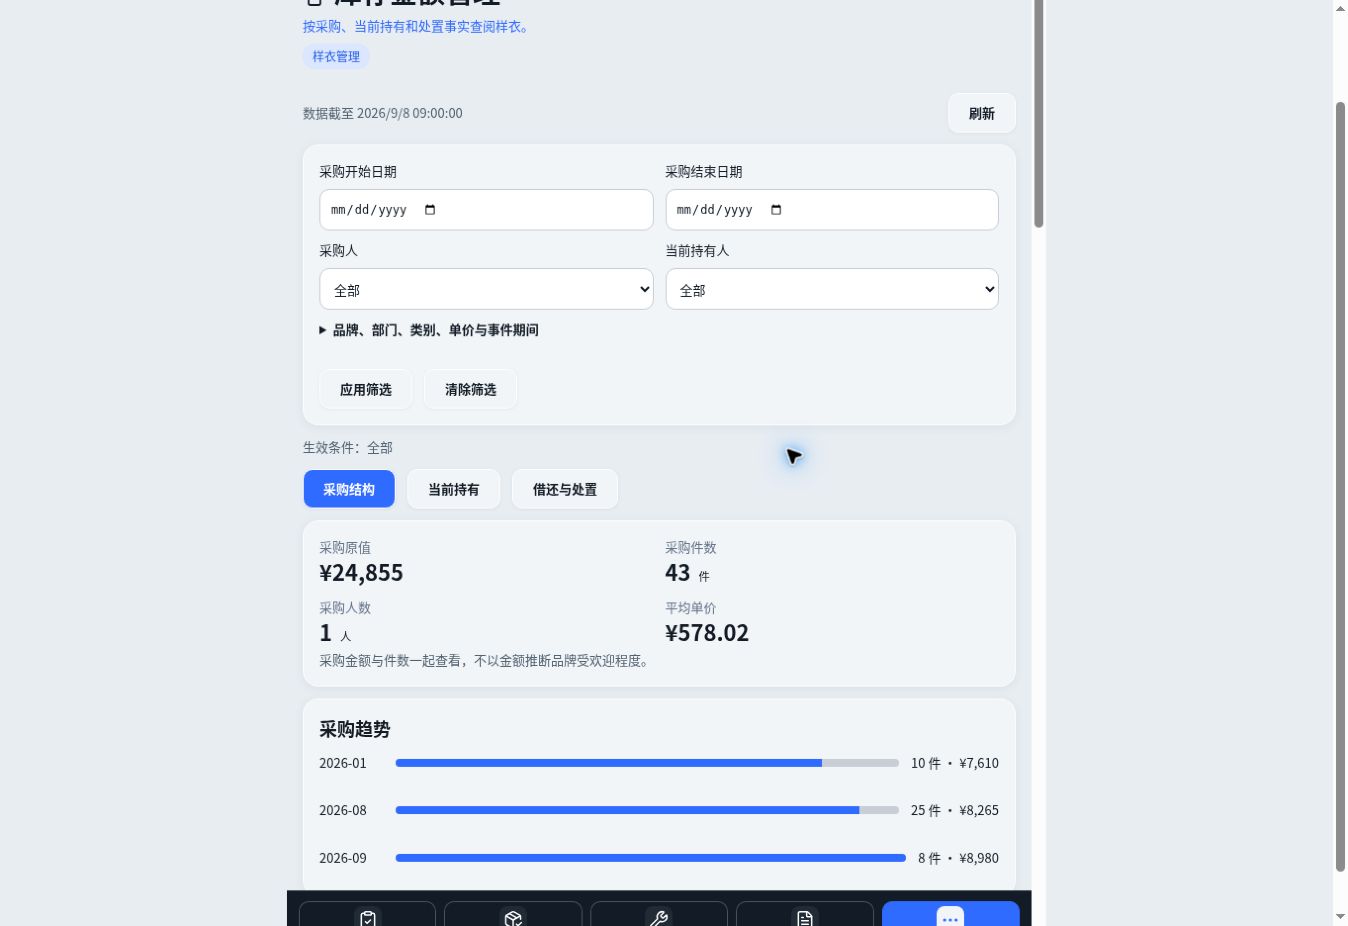 库存金额管理
按采购、当前持有和处置事实查阅样衣。
样衣管理
数据截至 2026/9/8 09:00:00
刷新
采购开始日期
采购结束日期
mm/dd/yyyy
mm/dd/yyyy
采购人
当前持有人
全部
全部
品牌、部门、类别、单价与事件期间
应用筛选
清除筛选
生效条件：全部
采购结构
当前持有
借还与处置
采购原值
采购件数
¥24,855
43 件
采购人数
平均单价
1 人
¥578.02
采购金额与件数一起查看，不以金额推断品牌受欢迎程度。
采购趋势
2026-01
10 件 · ¥7,610
2026-08
25 件 · ¥8,265
2026-09
8 件 · ¥8,980